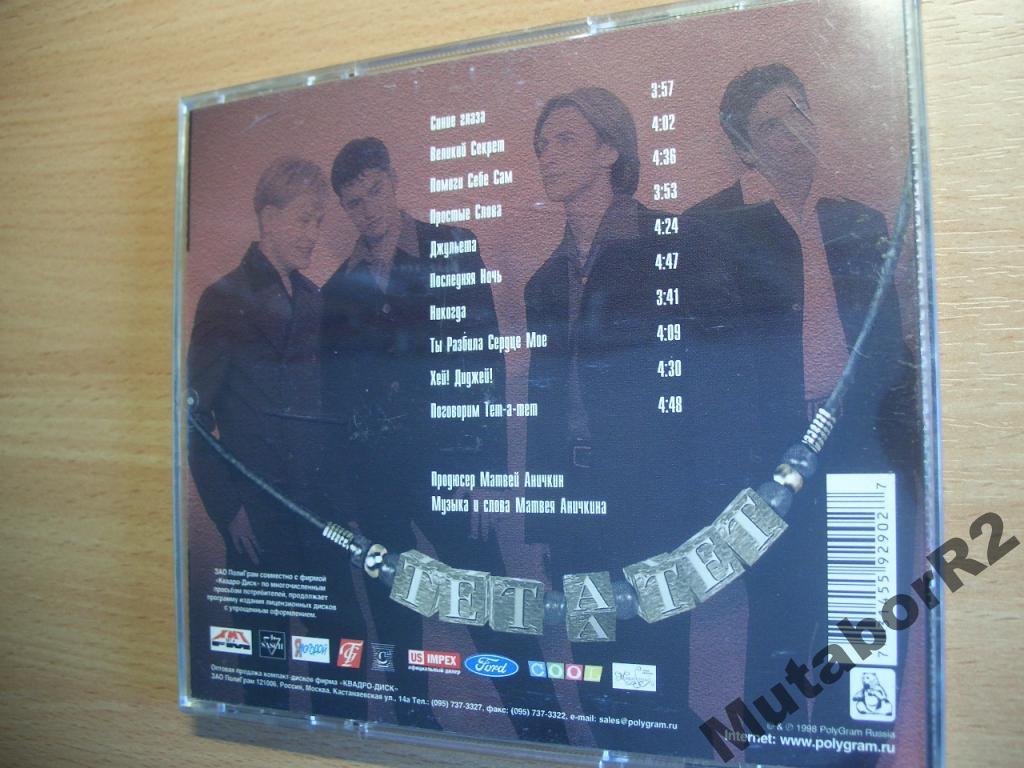 Синие глаза 3:57
Великий Секрет 4:02
Помоги Себе Сам 4:36
Простые Слова 3:53
Джульета 4:24
Последняя Ночь 4:47
Никогда 3:41
Ты Разбила Сердце Мое 4:09
Хей! Диджей! 4:30
Поговорим Тет-а-тет 4:48
Продюсер Матвей Аничкин
Музыка и слова Матвея Аничкина
ТЕТ А ТЕТ
ЗАО ПолиГрам совместно с фирмой
«Квадро-Диск» по многочисленным
просьбам потребителей, продолжает
программу издания лицензионных дисков
с упрощенным оформлением.
US IMPEX
официальный дилер
Ford
COOL
Оптовая продажа компакт-дисков фирма «КВАДРО-ДИСК»
ЗАО ПолиГрам 121006. Россия, Москва. Кастанаевская ул., 14а Тел.: (095) 737-3327, факс: (095) 737-3322, e-mail: sales@polygram.ru
© & ℗ 1998 PolyGram Russia
Internet: www.polygram.ru
MutaborR2